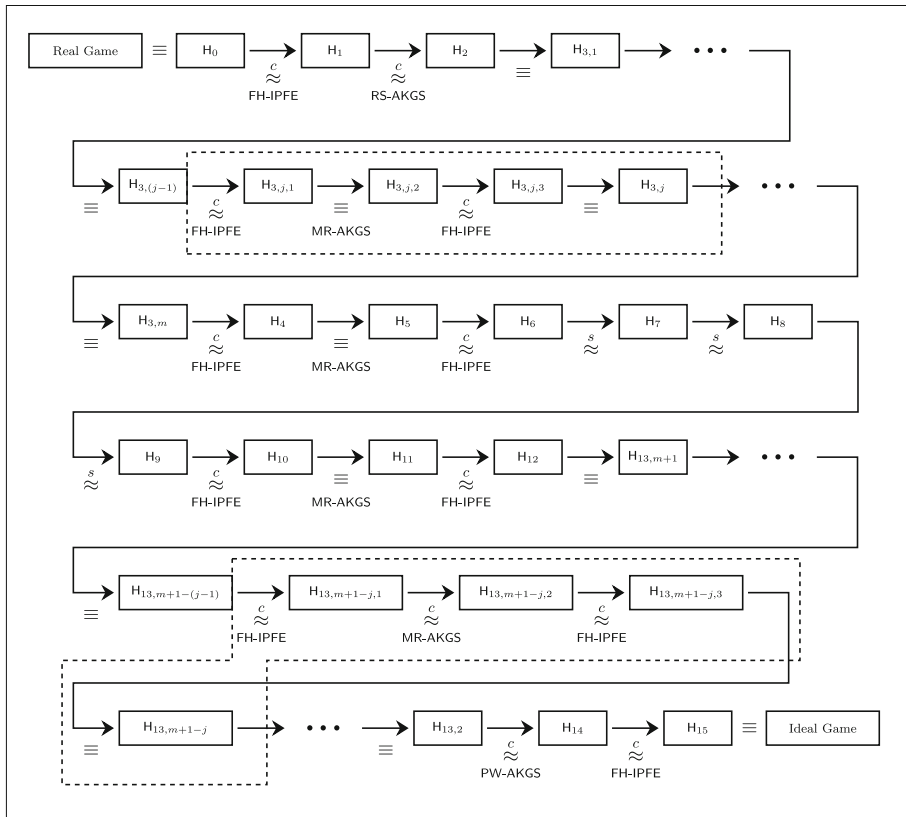 Real Game ≡ H₀ H₁ H₂ H₃,₁ •••
c ≈ FH-IPFE c ≈ RS-AKGS ≡
H₃,₍ⱼ₋₁₎ H₃,ⱼ,₁ H₃,ⱼ,₂ H₃,ⱼ,₃ H₃,ⱼ •••
≡ c ≈ FH-IPFE ≡ MR-AKGS c ≈ FH-IPFE ≡
H₃,ₘ H₄ H₅ H₆ H₇ H₈
≡ c ≈ FH-IPFE ≡ MR-AKGS c ≈ FH-IPFE s ≈ s ≈
H₉ H₁₀ H₁₁ H₁₂ H₁₃,ₘ₊₁ •••
s ≈ c ≈ FH-IPFE ≡ MR-AKGS c ≈ FH-IPFE ≡
H₁₃,ₘ₊₁₋₍ⱼ₋₁₎ H₁₃,ₘ₊₁₋ⱼ,₁ H₁₃,ₘ₊₁₋ⱼ,₂ H₁₃,ₘ₊₁₋ⱼ,₃
≡ c ≈ FH-IPFE c ≈ MR-AKGS c ≈ FH-IPFE
H₁₃,ₘ₊₁₋ⱼ ••• H₁₃,₂ H₁₄ H₁₅ ≡ Ideal Game
≡ ≡ c ≈ PW-AKGS c ≈ FH-IPFE